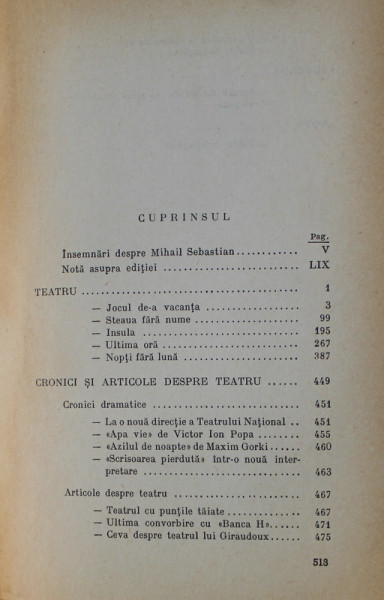 CUPRINSUL
Pag.
Însemnări despre Mihail Sebastian............ V
Notă asupra ediției .......................... LIX
TEATRU ........................................ 1
— Jocul de-a vacanța .................. 3
— Steaua fără nume .................... 99
— Insula .............................. 195
— Ultima oră .......................... 267
— Nopți fără lună ..................... 387
CRONICI ȘI ARTICOLE DESPRE TEATRU ...... 449
Cronici dramatice ............................ 451
— La o nouă direcție a Teatrului Național .. 451
— «Apa vie» de Victor Ion Popa ........ 455
— «Azilul de noapte» de Maxim Gorki...... 460
— «Scrisoarea pierdută» într-o nouă inter-
pretare ............................. 463
Articole despre teatru ....................... 467
— Teatrul cu punțile tăiate ........... 467
— Ultima convorbire cu «Banca H»...... 471
— Ceva despre teatrul lui Giraudoux...... 475
513